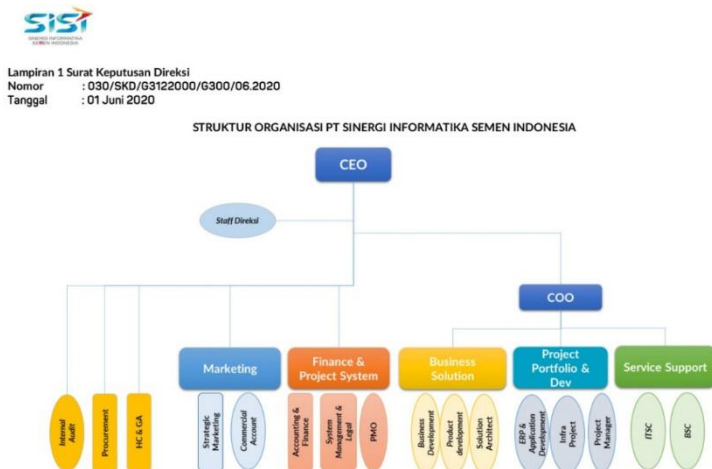 SISI
SINERGI INFORMATIKA
SEMEN INDONESIA
Lampiran 1 Surat Keputusan Direksi
Nomor : 030/SKD/G3122000/G300/06.2020
Tanggal : 01 Juni 2020
STRUKTUR ORGANISASI PT SINERGI INFORMATIKA SEMEN INDONESIA
CEO
Staff Direksi
COO
Marketing
Finance &
Project System
Business
Solution
Project
Portfolio &
Dev
Service Support
Internal
Audit
Procurement
HC & GA
Strategic
Marketing
Commercial
Account
Accounting &
Finance
System
Management &
Legal
PMO
Business
Development
Product
development
Solution
Architect
ERP &
Application
Development
Infra
Project
Project
Manager
ITSC
BSC